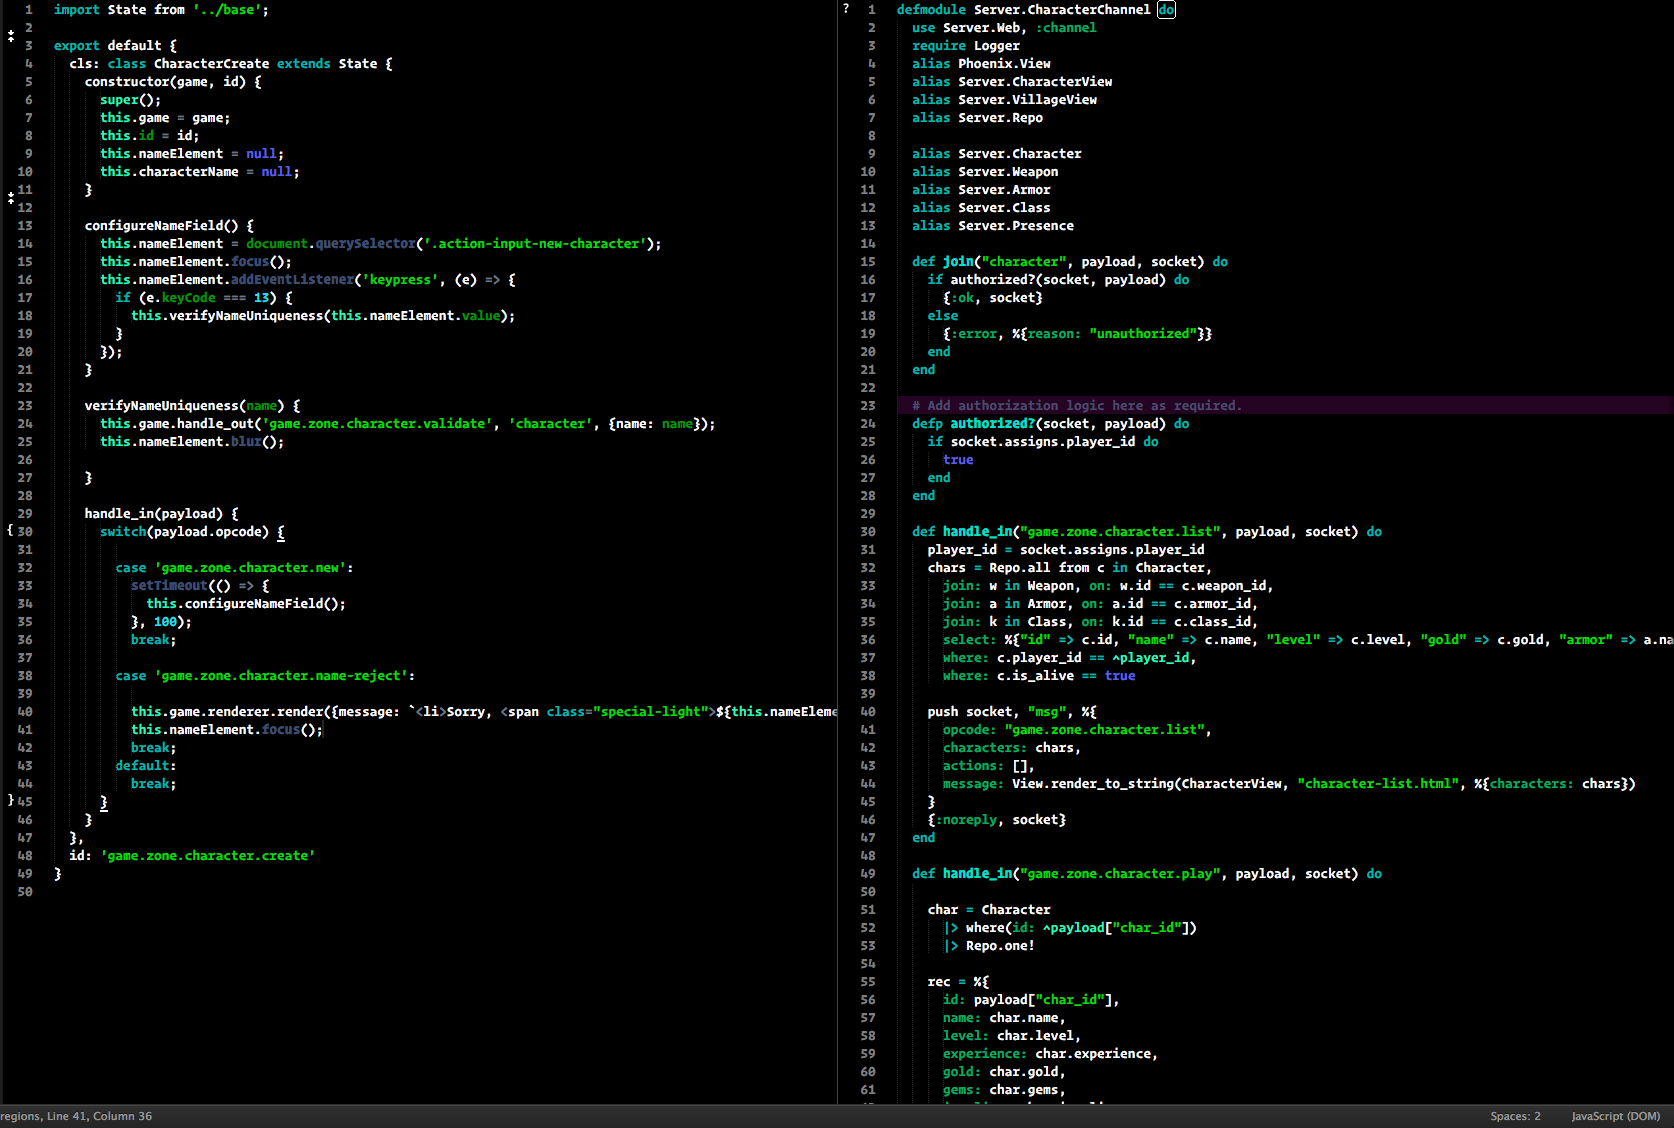 1 import State from '../base';
2
3 export default {
4 cls: class CharacterCreate extends State {
5 constructor(game, id) {
6 super();
7 this.game = game;
8 this.id = id;
9 this.nameElement = null;
10 this.characterName = null;
11 }
12
13 configureNameField() {
14 this.nameElement = document.querySelector('.action-input-new-character');
15 this.nameElement.focus();
16 this.nameElement.addEventListener('keypress', (e) => {
17 if (e.keyCode === 13) {
18 this.verifyNameUniqueness(this.nameElement.value);
19 }
20 });
21 }
22
23 verifyNameUniqueness(name) {
24 this.game.handle_out('game.zone.character.validate', 'character', {name: name});
25 this.nameElement.blur();
26
27 }
28
29 handle_in(payload) {
{ 30 switch(payload.opcode) {
31
32 case 'game.zone.character.new':
33 setTimeout(() => {
34 this.configureNameField();
35 }, 100);
36 break;
37
38 case 'game.zone.character.name-reject':
39
40 this.game.renderer.render({message: `<li>Sorry, <span class="special-light">${this.nameEleme
41 this.nameElement.focus();
42 break;
43 default:
44 break;
} 45 }
46 }
47 },
48 id: 'game.zone.character.create'
49 }
50
? 1 defmodule Server.CharacterChannel do
2 use Server.Web, :channel
3 require Logger
4 alias Phoenix.View
5 alias Server.CharacterView
6 alias Server.VillageView
7 alias Server.Repo
8
9 alias Server.Character
10 alias Server.Weapon
11 alias Server.Armor
12 alias Server.Class
13 alias Server.Presence
14
15 def join("character", payload, socket) do
16 if authorized?(socket, payload) do
17 {:ok, socket}
18 else
19 {:error, %{reason: "unauthorized"}}
20 end
21 end
22
23 # Add authorization logic here as required.
24 defp authorized?(socket, payload) do
25 if socket.assigns.player_id do
26 true
27 end
28 end
29
30 def handle_in("game.zone.character.list", payload, socket) do
31 player_id = socket.assigns.player_id
32 chars = Repo.all from c in Character,
33 join: w in Weapon, on: w.id == c.weapon_id,
34 join: a in Armor, on: a.id == c.armor_id,
35 join: k in Class, on: k.id == c.class_id,
36 select: %{"id" => c.id, "name" => c.name, "level" => c.level, "gold" => c.gold, "armor" => a.na
37 where: c.player_id == ^player_id,
38 where: c.is_alive == true
39
40 push socket, "msg", %{
41 opcode: "game.zone.character.list",
42 characters: chars,
43 actions: [],
44 message: View.render_to_string(CharacterView, "character-list.html", %{characters: chars})
45 }
46 {:noreply, socket}
47 end
48
49 def handle_in("game.zone.character.play", payload, socket) do
50
51 char = Character
52 |> where(id: ^payload["char_id"])
53 |> Repo.one!
54
55 rec = %{
56 id: payload["char_id"],
57 name: char.name,
58 level: char.level,
59 experience: char.experience,
60 gold: char.gold,
61 gems: char.gems,
regions, Line 41, Column 36
Spaces: 2
JavaScript (DOM)